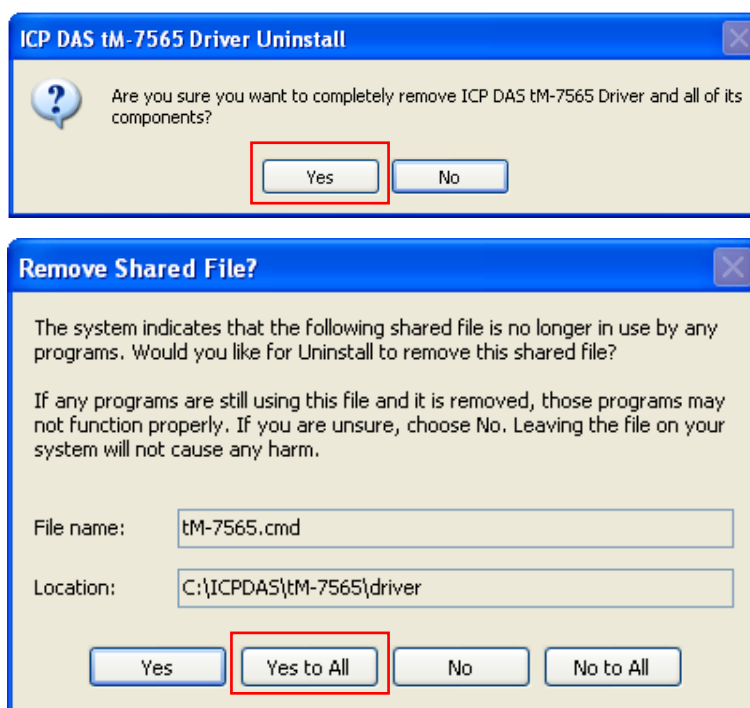 ICP DAS tM-7565 Driver Uninstall
Are you sure you want to completely remove ICP DAS tM-7565 Driver and all of its
components?
Yes No
Remove Shared File?
The system indicates that the following shared file is no longer in use by any
programs. Would you like for Uninstall to remove this shared file?
If any programs are still using this file and it is removed, those programs may
not function properly. If you are unsure, choose No. Leaving the file on your
system will not cause any harm.
File name: tM-7565.cmd
Location: C:\ICPDAS\tM-7565\driver
Yes Yes to All No No to All